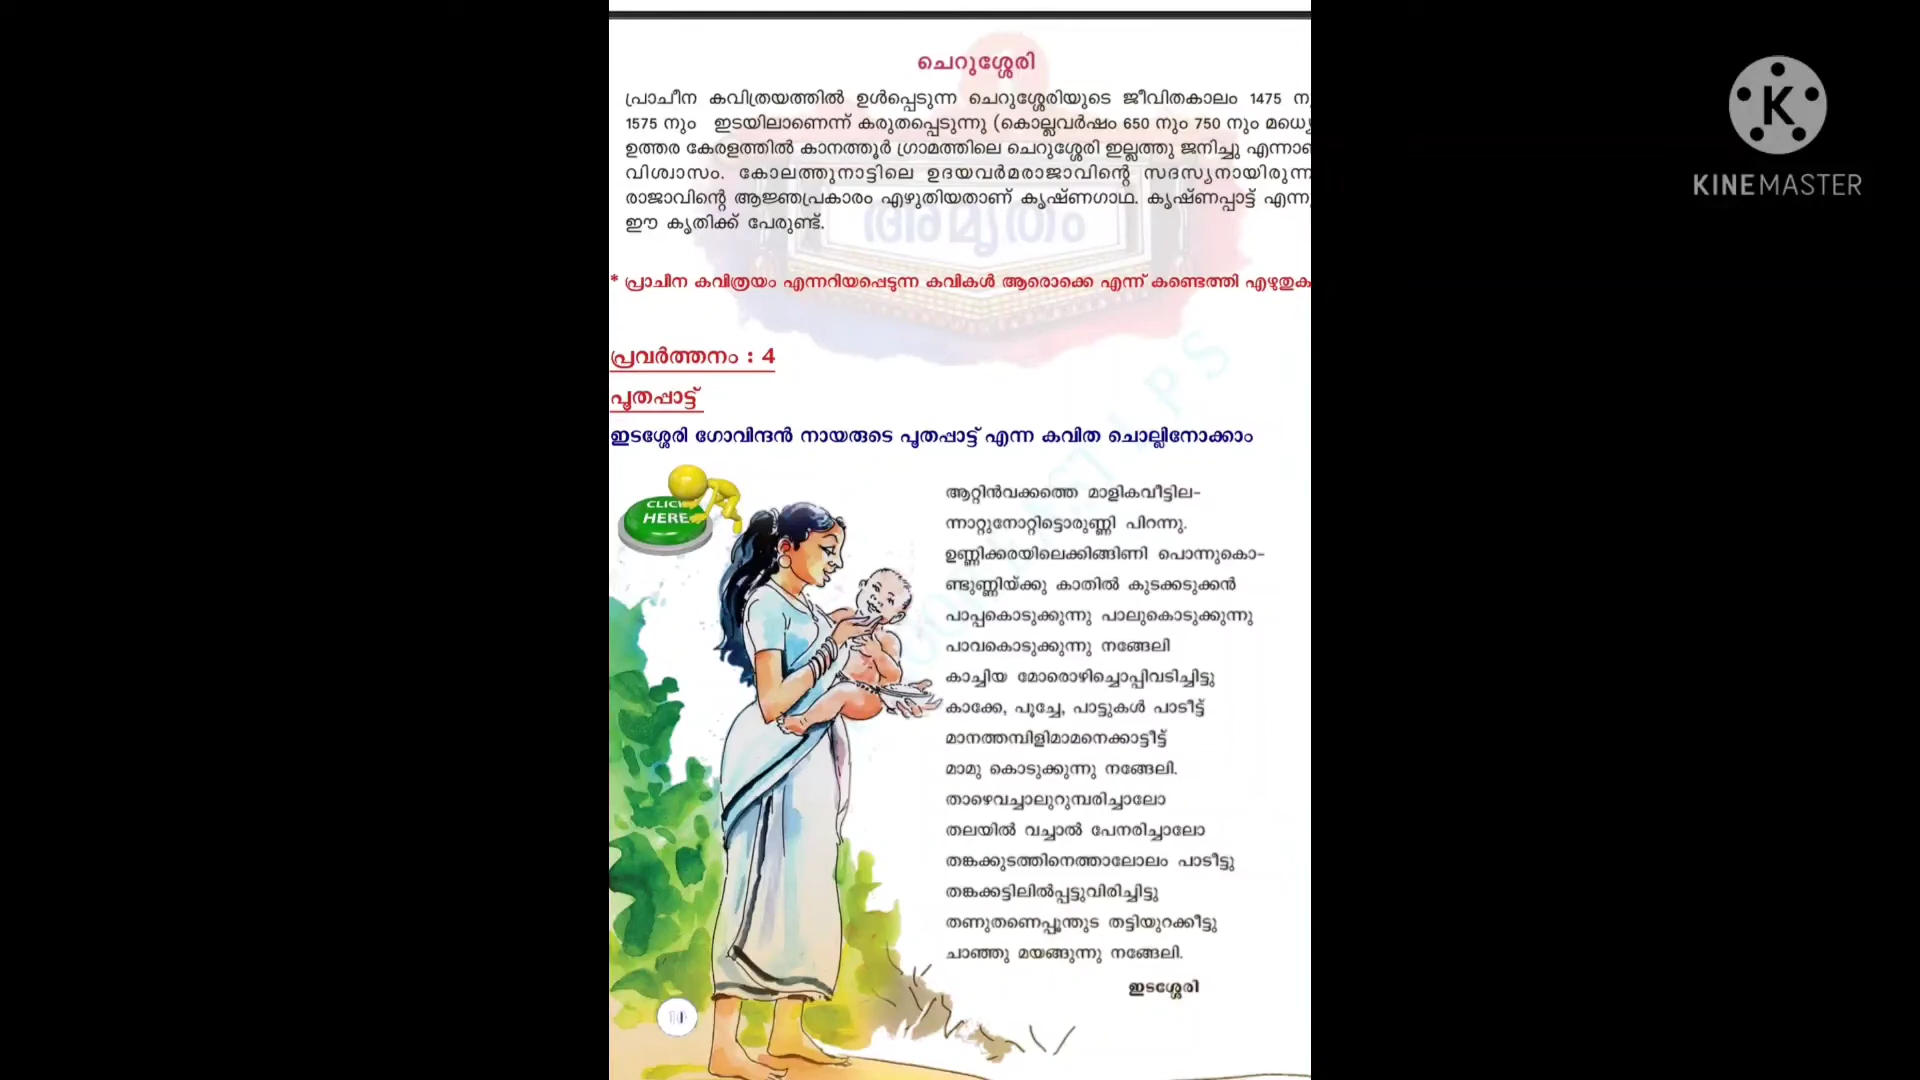 ചെറുശ്ശേരി
പ്രാചീന കവിത്രയത്തിൽ ഉൾപ്പെടുന്ന ചെറുശ്ശേരിയുടെ ജീവിതകാലം 1475
1575 നും ഇടയിലാണെന്ന് കരുതപ്പെടുന്നു (കൊല്ലവർഷം 650 നും 750 നും
ഉത്തര കേരളത്തിൽ കാനത്തൂർ ഗ്രാമത്തിലെ ചെറുശ്ശേരി ഇല്ലത്തു ജനിച്ചു
വിശ്വാസം. കോലത്തുനാട്ടിലെ ഉദയവർമരാജാവിന്റെ
രാജാവിന്റെ ആജ്ഞപ്രകാരം എഴുതിയതാണ് കൃഷ്ണഗാഥ. കൃഷ്ണപ്പാട്ട്
ഈ കൃതിക്ക് പേരുണ്ട്.
അമൃതം
* പ്രാചീന കവിത്രയം എന്നറിയപ്പെടുന്ന കവികൾ ആരൊക്കെ എന്ന് കണ്ടെത്തി എഴുതുക
പ്രവർത്തനം : 4
പൂതപ്പാട്ട്
ഇടശ്ശേരി ഗോവിന്ദൻ നായരുടെ പൂതപ്പാട്ട് എന്ന കവിത ചൊല്ലിനോക്കാം
CLICK
HERE
ആറ്റിൻവക്കത്തെ മാളികവീട്ടില-
ന്നാറ്റുനോറ്റിട്ടൊരുണ്ണി പിറന്നു.
ഉണ്ണിക്കരയിലെക്കിങ്ങിണി പൊന്നുകൊ-
ണ്ടുണ്ണിയ്ക്കു കാതിൽ കുടക്കടുക്കൻ
പാപ്പകൊടുക്കുന്നു പാലുകൊടുക്കുന്നു
പാവകൊടുക്കുന്നു നങ്ങേലി
കാച്ചിയ മോരൊഴിച്ചൊപ്പിവടിച്ചിട്ടു
കാക്കേ, പൂച്ചേ, പാട്ടുകൾ പാടീട്ട്
മാനത്തമ്പിളിമാമനെക്കാട്ടീട്ട്
മാമു കൊടുക്കുന്നു നങ്ങേലി.
താഴെവച്ചാലുറുമ്പരിച്ചാലോ
തലയിൽ വച്ചാൽ പേനരിച്ചാലോ
തങ്കക്കുടത്തിനെത്താലോലം പാടീട്ടു
തങ്കക്കട്ടിലിൽപ്പട്ടുവിരിച്ചിട്ടു
തണുതണെപ്പൂന്തുട തട്ടിയുറക്കീട്ടു
ചാഞ്ഞു മയങ്ങുന്നു നങ്ങേലി.
ഇടശ്ശേരി
K
KINEMASTER